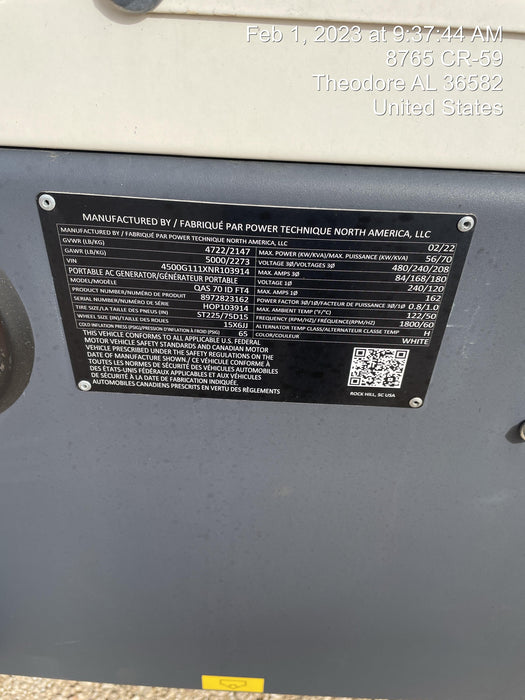 Feb 1, 2023 at 9:37:44 AM
8765 CR-59
Theodore AL 36582
United States
MANUFACTURED BY / FABRIQUÉ PAR POWER TECHNIQUE NORTH AMERICA, LLC
MANUFACTURED BY / FABRIQUÉ PAR POWER TECHNIQUE NORTH AMERICA, LLC 02/22
GVWR (LB/KG) 4722/2147 MAX. POWER (KW/KVA)/MAX. PUISSANCE (KW/KVA) 56/70
GAWR (LB/KG) 5000/2273 VOLTAGE 3Ø/VOLTAGES 3Ø 480/240/208
VIN 4500G111XNR103914 MAX. AMPS 3Ø 84/168/180
PORTABLE AC GENERATOR/GÉNÉRATEUR PORTABLE VOLTAGE 1Ø 240/120
MODEL/MODÈLE QAS 70 ID FT4 MAX. AMPS 1Ø 162
PRODUCT NUMBER/NUMÉRO DE PRODUCT 8972823162 POWER FACTOR 3Ø/1Ø/FACTEUR DE PUISSANCE 3Ø/1Ø 0.8/1.0
SERIAL NUMBER/NUMÉRO DE SÉRIE HOP103914 MAX. AMBIENT TEMP (°F/°C) 122/50
TIRE SIZE/LA TAILLE DES PNEUS (IN) ST225/75D15 FREQUENCY (RPM/HZ)/FRÉQUENCE(RPM/HZ) 1800/60
WHEEL SIZE (IN)/TAILLE DES ROUES 15X6JJ ALTERNATOR TEMP CLASS/ALTERNATEUR CLASSE TEMP H
COLD INFLATION PRESS (PSIG)/PRESSION D'INFLATION À FROID (PSIG) 65 COLOR/COULEUR WHITE
THIS VEHICLE CONFORMS TO ALL APPLICABLE U.S. FEDERAL
MOTOR VEHICLE SAFETY STANDARDS AND CANADIAN MOTOR
VEHICLE PRESCRIBED UNDER THE SAFETY REGULATIONS ON THE
DATE OF MANUFACTURE SHOWN / CE VÉHICULE CONFORME À
TOUTES LES NORMES DE SÉCURITÉ DES VÉHICULES AUTOMOBILES
DES ÉTATS-UNIS FÉDÉRAUX APPLICABLES ET AUX VÉHICULES
DE SÉCURITÉ À LA DATE DE FABRICATION INDIQUÉE.
AUTOMOBILES CANADIENS PRESCRITS EN VERTU DES RÈGLEMENTS
ROCK HILL, SC USA